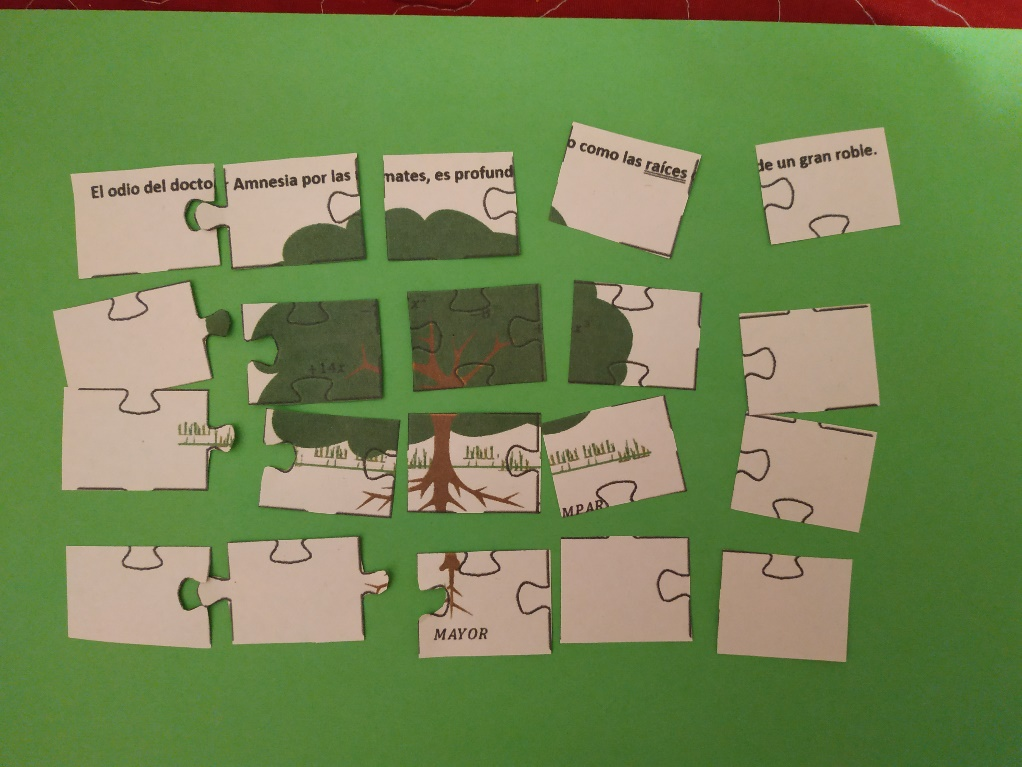 El odio del docto Amnesia por las mates, es profund o como las raíces de un gran roble.
+14x
MPAR
MAYOR